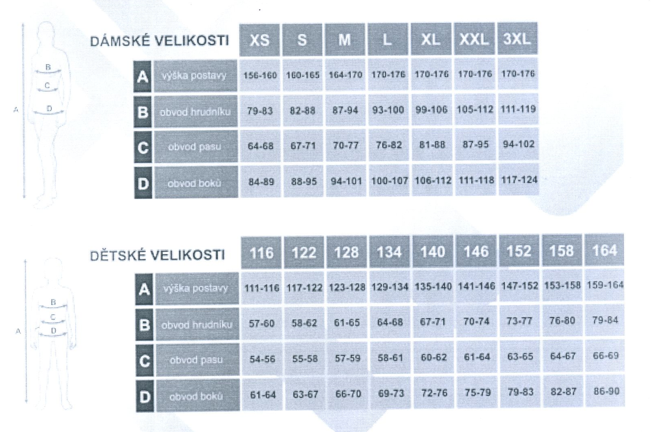 DÁMSKÉ VELIKOSTI XS S M L XL XXL 3XL
A výška postavy 156-160 160-165 164-170 170-176 170-176 170-176 170-176
B obvod hrudníku 79-83 82-88 87-94 93-100 99-106 105-112 111-119
C obvod pasu 64-68 67-71 70-77 76-82 81-88 87-95 94-102
D obvod boků 84-89 88-95 94-101 100-107 106-112 111-118 117-124
A
B
C
D
DĚTSKÉ VELIKOSTI 116 122 128 134 140 146 152 158 164
A výška postavy 111-116 117-122 123-128 129-134 135-140 141-146 147-152 153-158 159-164
B obvod hrudníku 57-60 58-62 61-65 64-68 67-71 70-74 73-77 76-80 79-84
C obvod pasu 54-56 55-58 57-59 58-61 60-62 61-64 63-65 64-67 66-69
D obvod boků 61-64 63-67 66-70 69-73 72-76 75-79 79-83 82-87 86-90
A
B
C
D